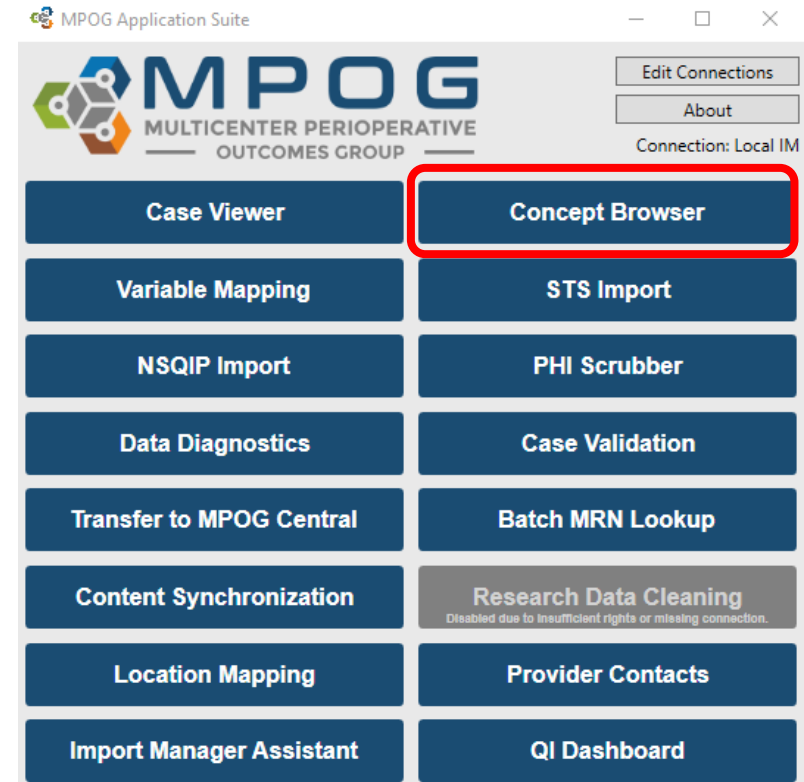 MPOG Application Suite
MPOG
MULTICENTER PERIOPERATIVE
OUTCOMES GROUP
Edit Connections
About
Connection: Local IM
Case Viewer
Concept Browser
Variable Mapping
STS Import
NSQIP Import
PHI Scrubber
Data Diagnostics
Case Validation
Transfer to MPOG Central
Batch MRN Lookup
Content Synchronization
Research Data Cleaning
Disabled due to insufficient rights or missing connection.
Location Mapping
Provider Contacts
Import Manager Assistant
QI Dashboard